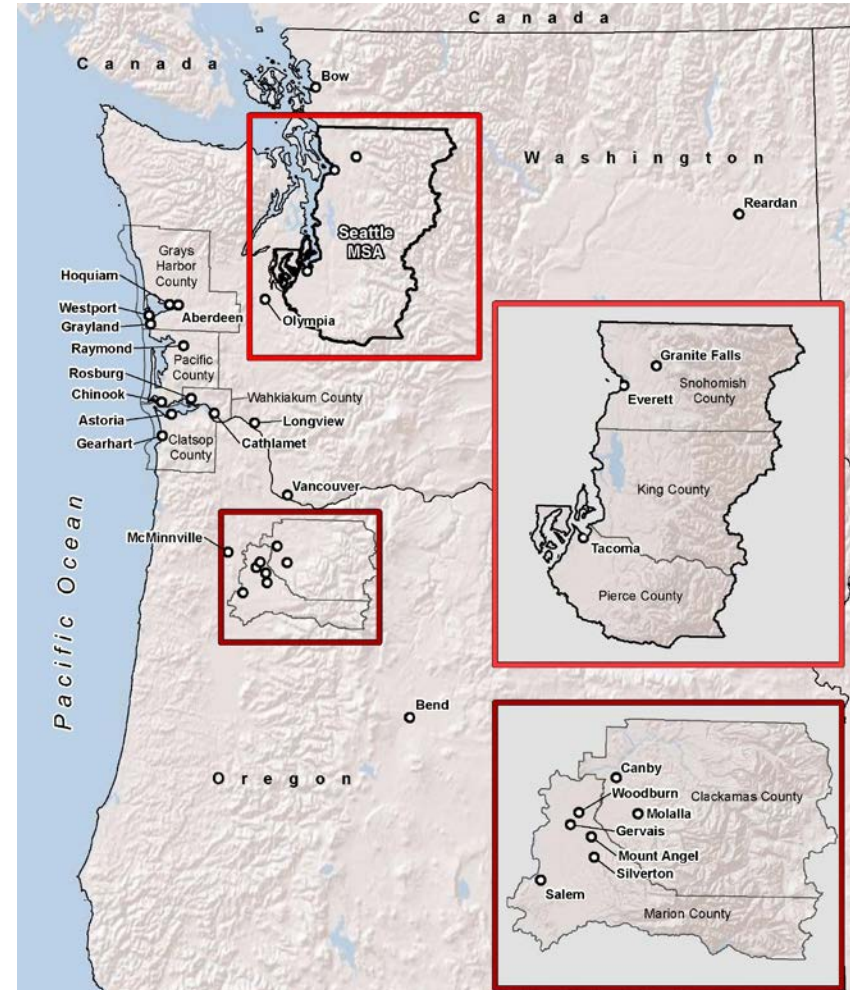 Canada
Canada
Bow
Washington
Reardan
Seattle
MSA
Grays
Harbor
County
Hoquiam
Westport
Aberdeen
Grayland
Olympia
Raymond
Pacific
County
Rosburg
Chinook
Wahkiakum County
Astoria
Longview
Gearhart
Clatsop
County
Cathlamet
Vancouver
McMinnville
Pacific Ocean
Bend
Oregon
Granite Falls
Snohomish
County
Everett
King County
Tacoma
Pierce County
Canby
Woodburn
Clackamas County
Molalla
Gervais
Mount Angel
Silverton
Salem
Marion County